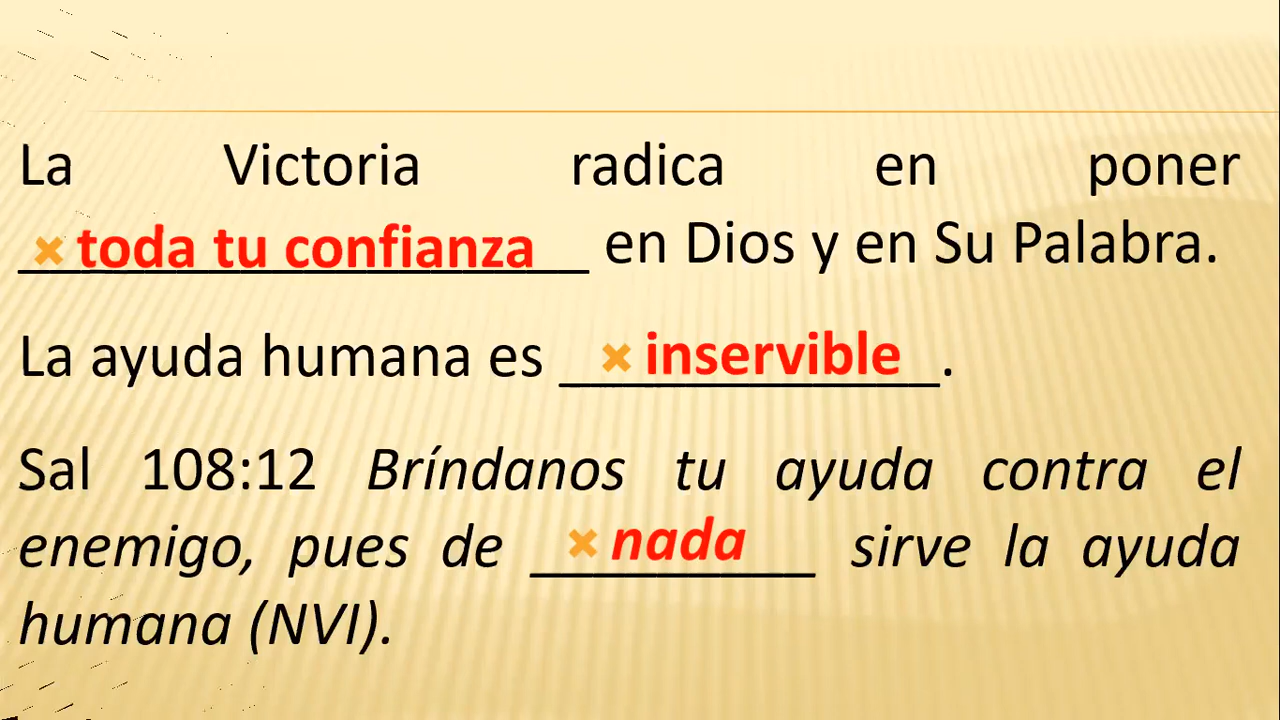 La Victoria radica en poner
toda tu confianza en Dios y en Su Palabra.
La ayuda humana es inservible.
Sal 108:12 Bríndanos tu ayuda contra el
enemigo, pues de nada sirve la ayuda
humana (NVI).